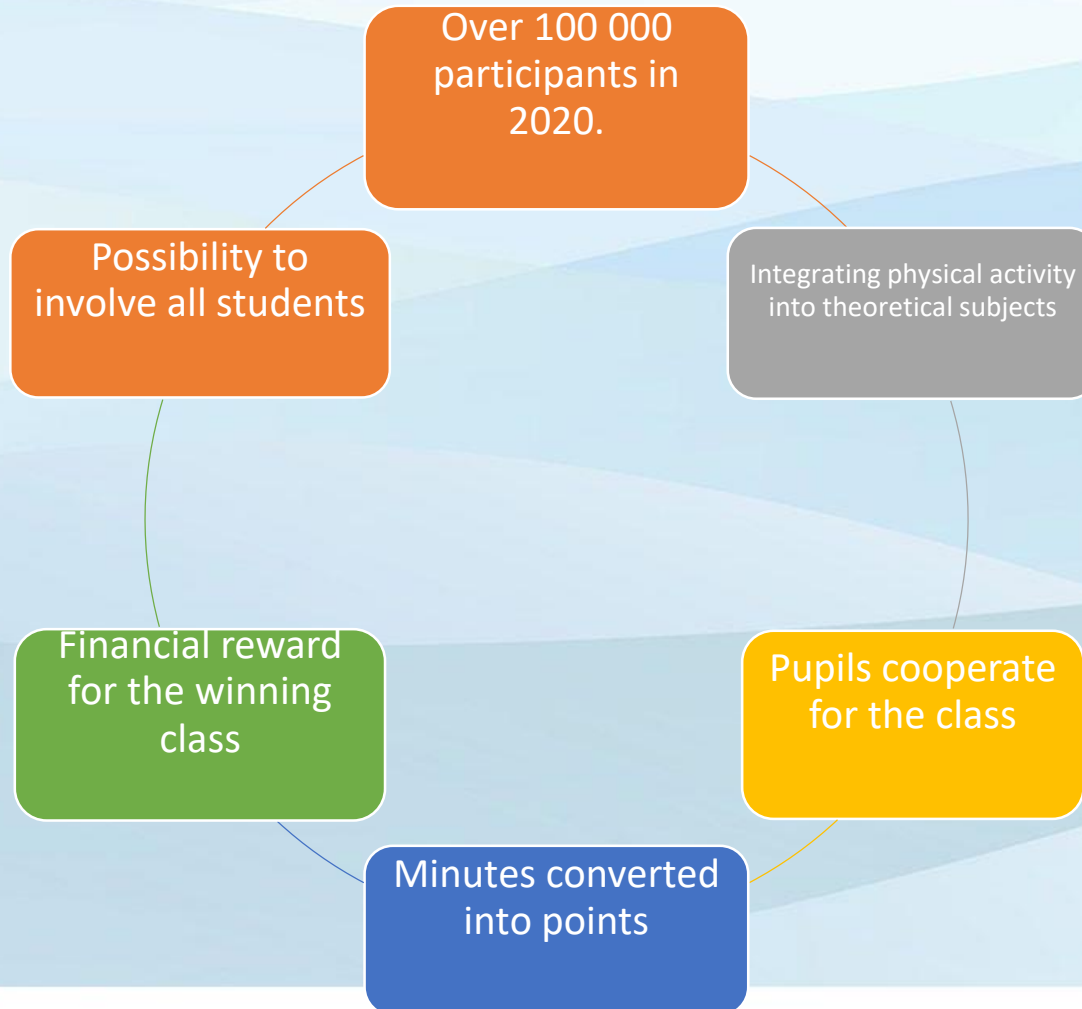 Over 100 000
participants in
2020.
Integrating physical activity
into theoretical subjects
Pupils cooperate
for the class
Minutes converted
into points
Financial reward
for the winning
class
Possibility to
involve all students